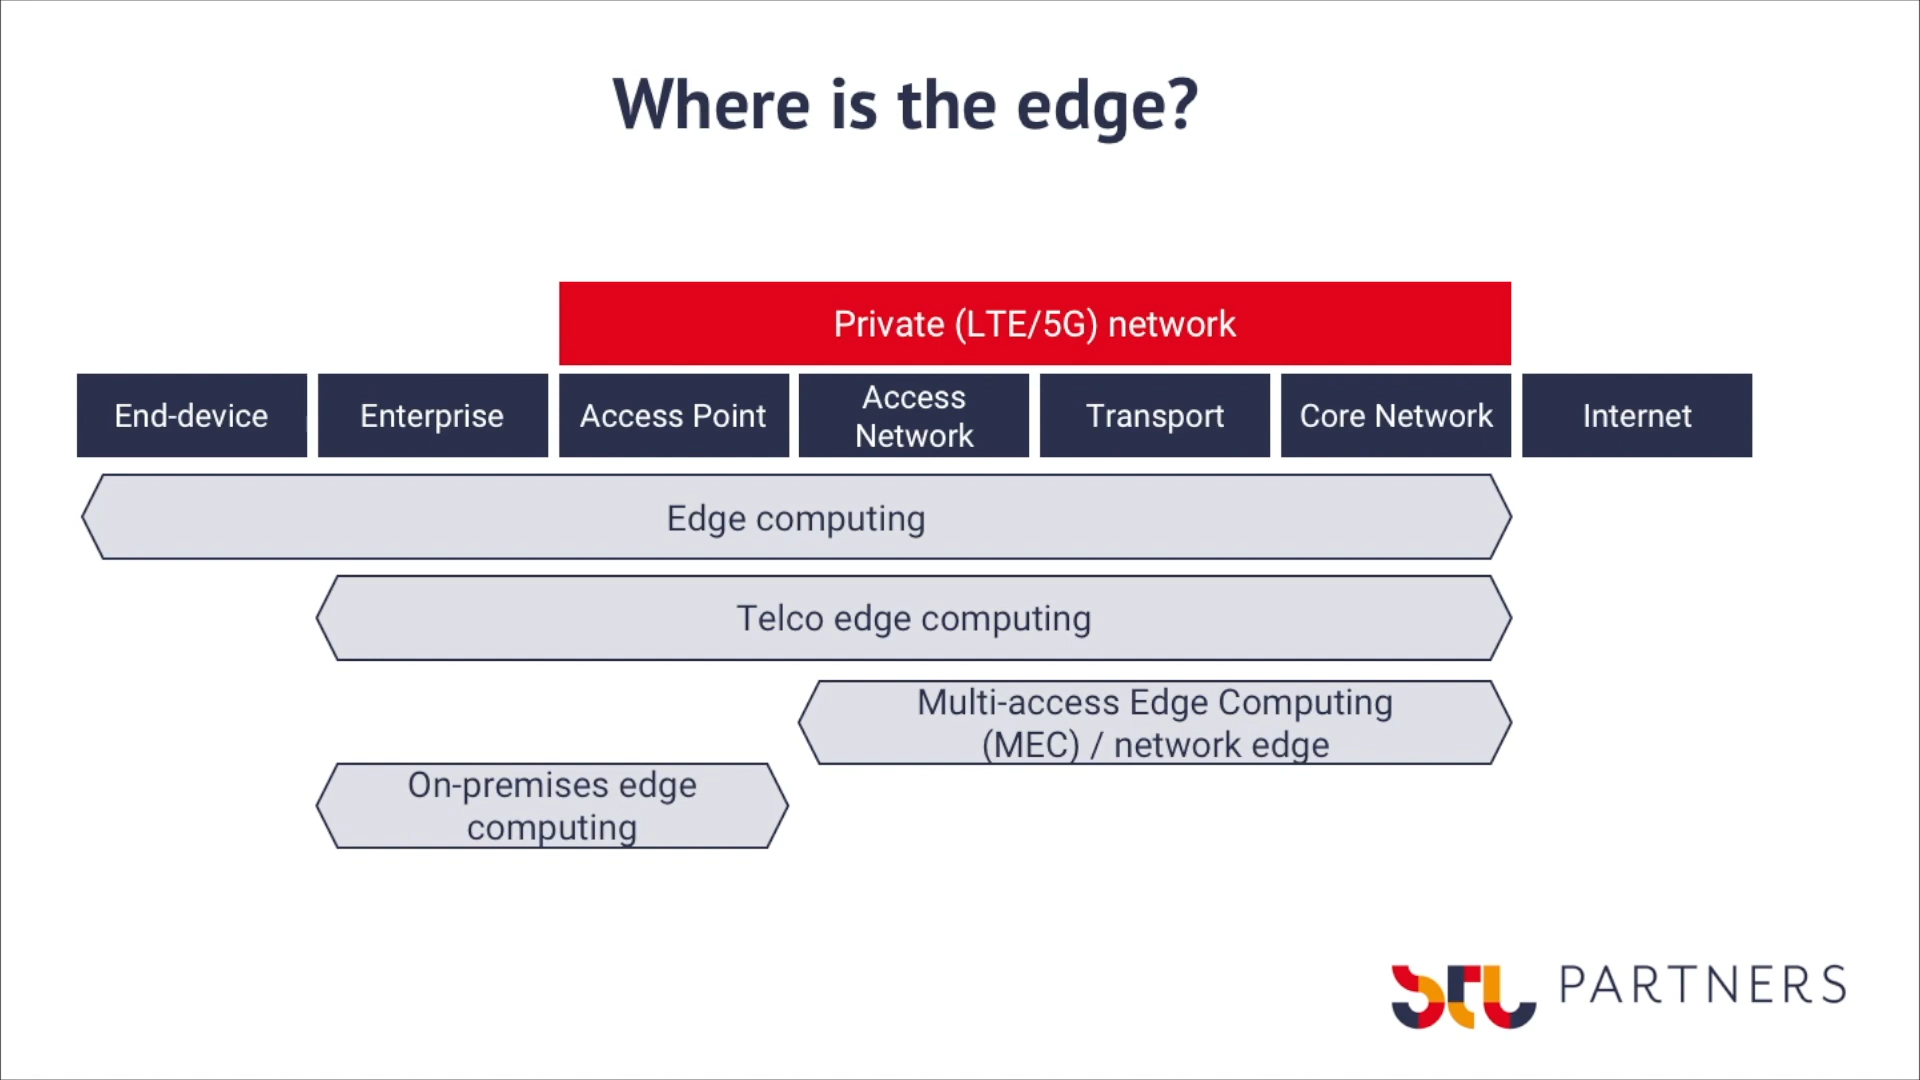 Where is the edge?
Private (LTE/5G) network
End-device
Enterprise
Access Point
Access
Network
Transport
Core Network
Internet
Edge computing
Telco edge computing
Multi-access Edge Computing
(MEC) / network edge
On-premises edge
computing
STL PARTNERS